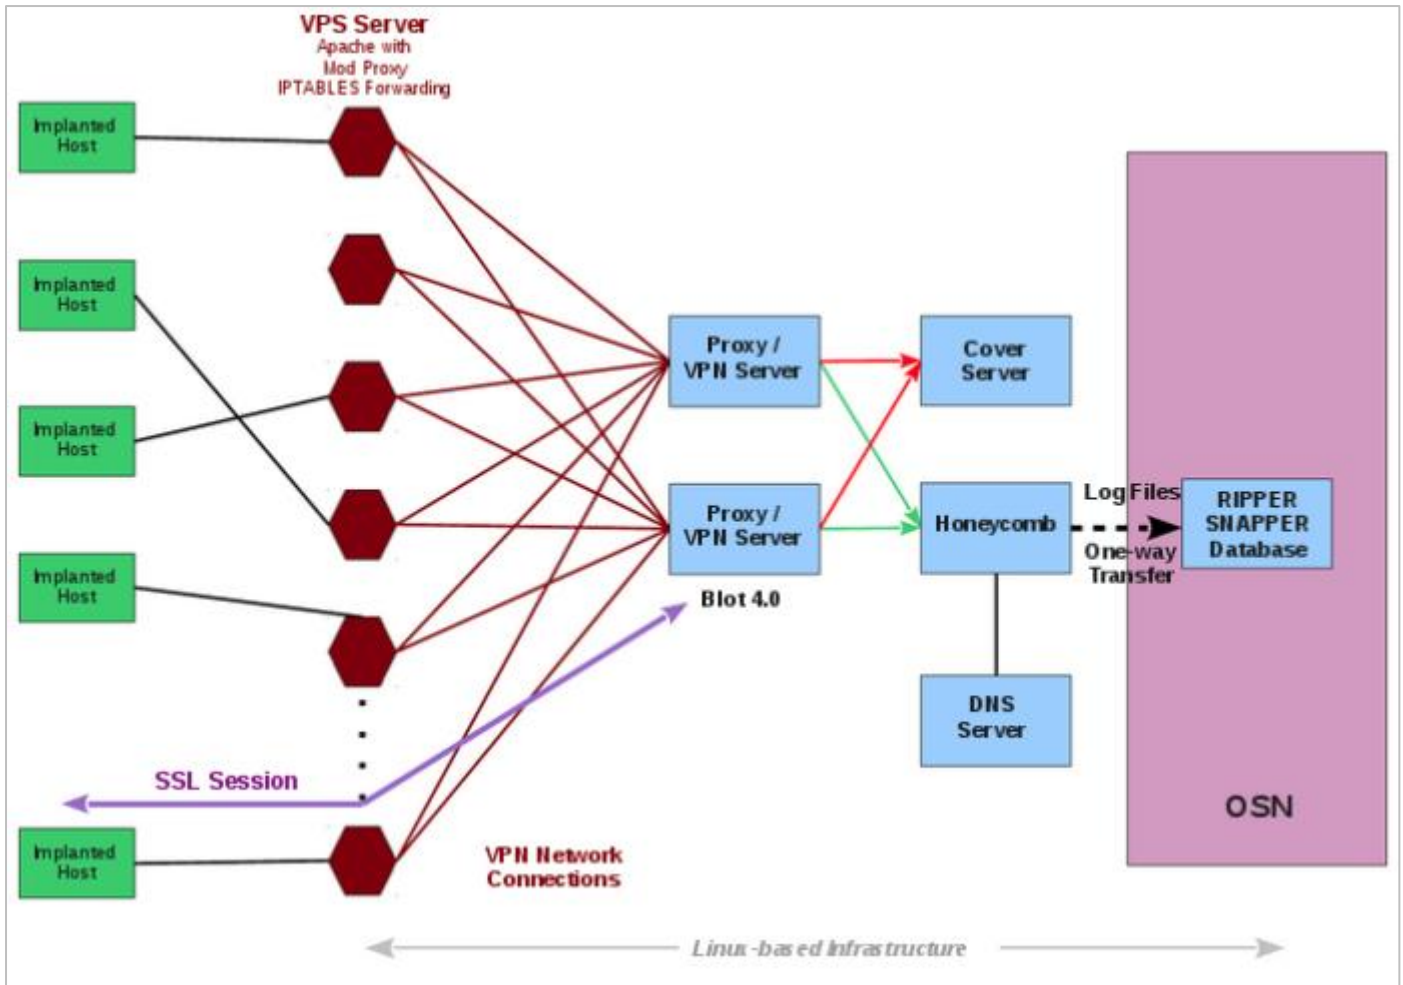 VPS Server
Apache with
Mod Proxy
IPTABLES Forwarding
Implanted
Host
Implanted
Host
Implanted
Host
Implanted
Host
Implanted
Host
Proxy /
VPN Server
Proxy /
VPN Server
Blot 4.0
Cover
Server
Honeycomb
Log Files
One-way
Transfer
RIPPER
SNAPPER
Database
DNS
Server
OSN
SSL Session
VPN Network
Connections
Linux-based Infrastructure